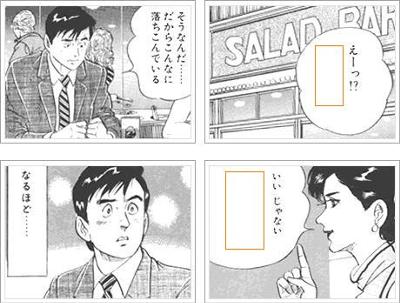 SALAD BAR
えーっ!?
そうなんだ……
だからこんなに
落ちこんでいる
いい じゃない
なるほど……